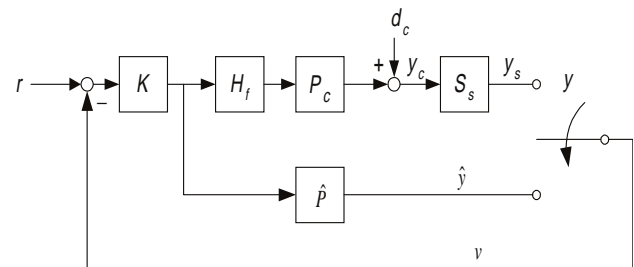 d_c
+ y_c y_s y
r K H_f P_c S_s
−
P̂ ŷ
v